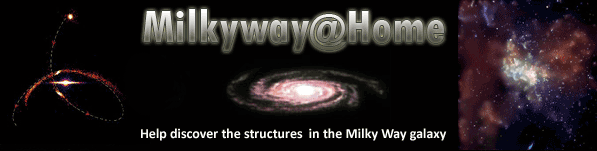 Milkyway@Home
Help discover the structures in the Milky Way galaxy